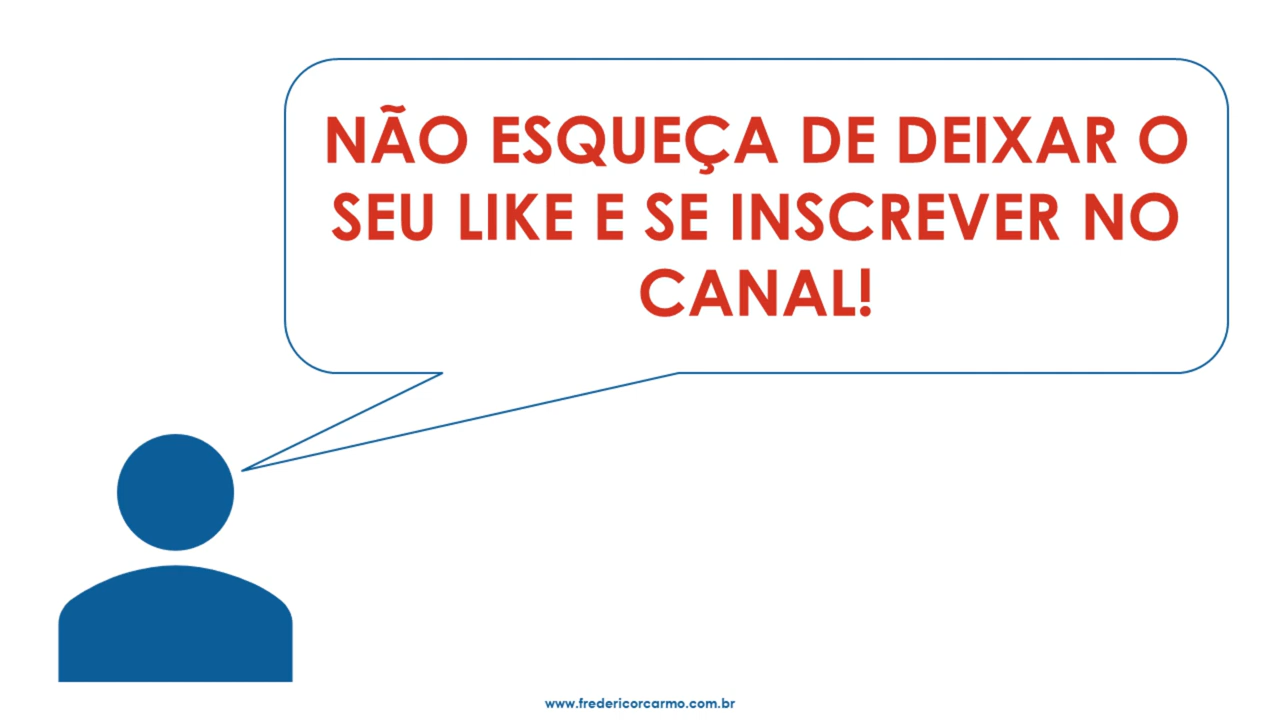 NÃO ESQUEÇA DE DEIXAR O
SEU LIKE E SE INSCREVER NO
CANAL!
www.fredericorcarmo.com.br